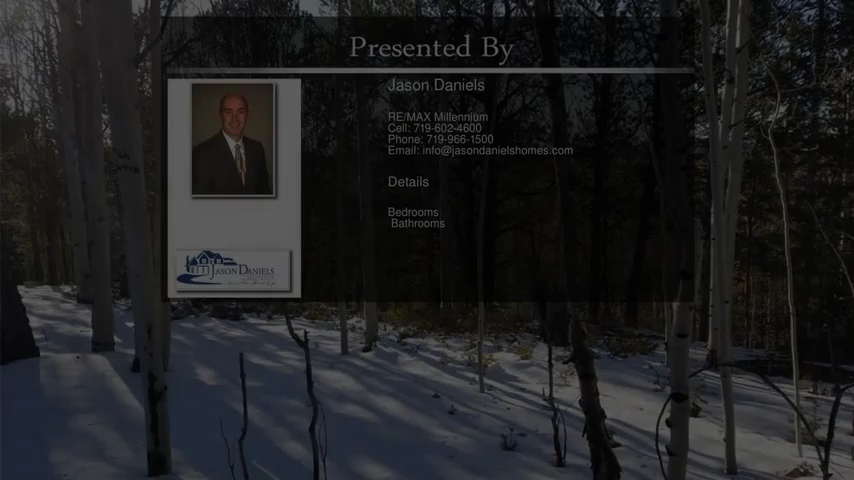 Presented By
Jason Daniels
RE/MAX Millennium
Cell: 719-602-4600
Phone: 719-966-1500
Email: info@jasondanielshomes.com
Details
Bedrooms
Bathrooms
JASON DANIELS